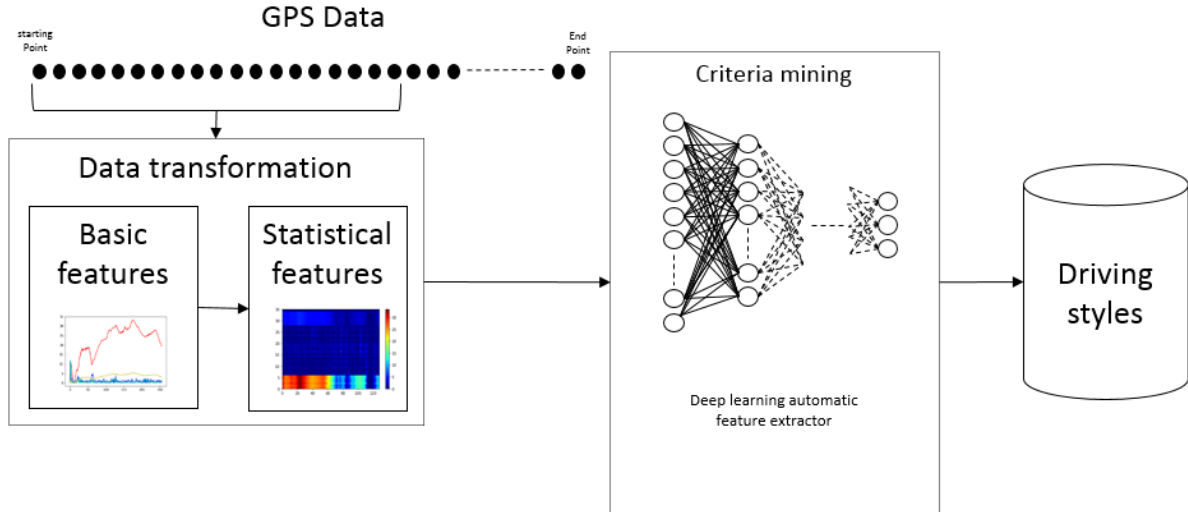 GPS Data
starting
Point
End
Point
Criteria mining
Data transformation
Basic
features
Statistical
features
Deep learning automatic
feature extractor
Driving
styles